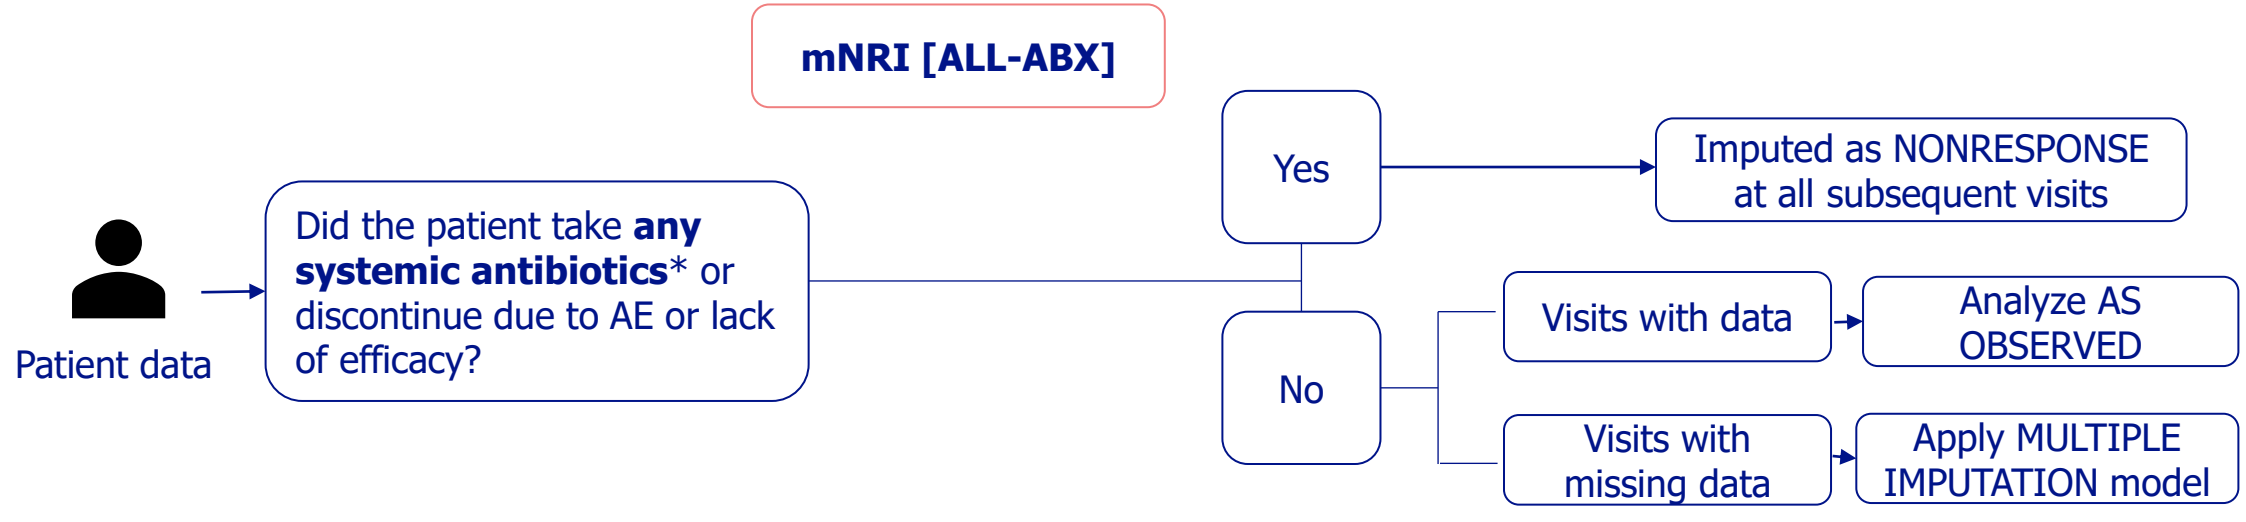 mNRI [ALL-ABX]
Patient data
Did the patient take any
systemic antibiotics* or
discontinue due to AE or lack
of efficacy?
Yes
Imputed as NONRESPONSE
at all subsequent visits
No
Visits with data
Analyze AS
OBSERVED
Visits with
missing data
Apply MULTIPLE
IMPUTATION model